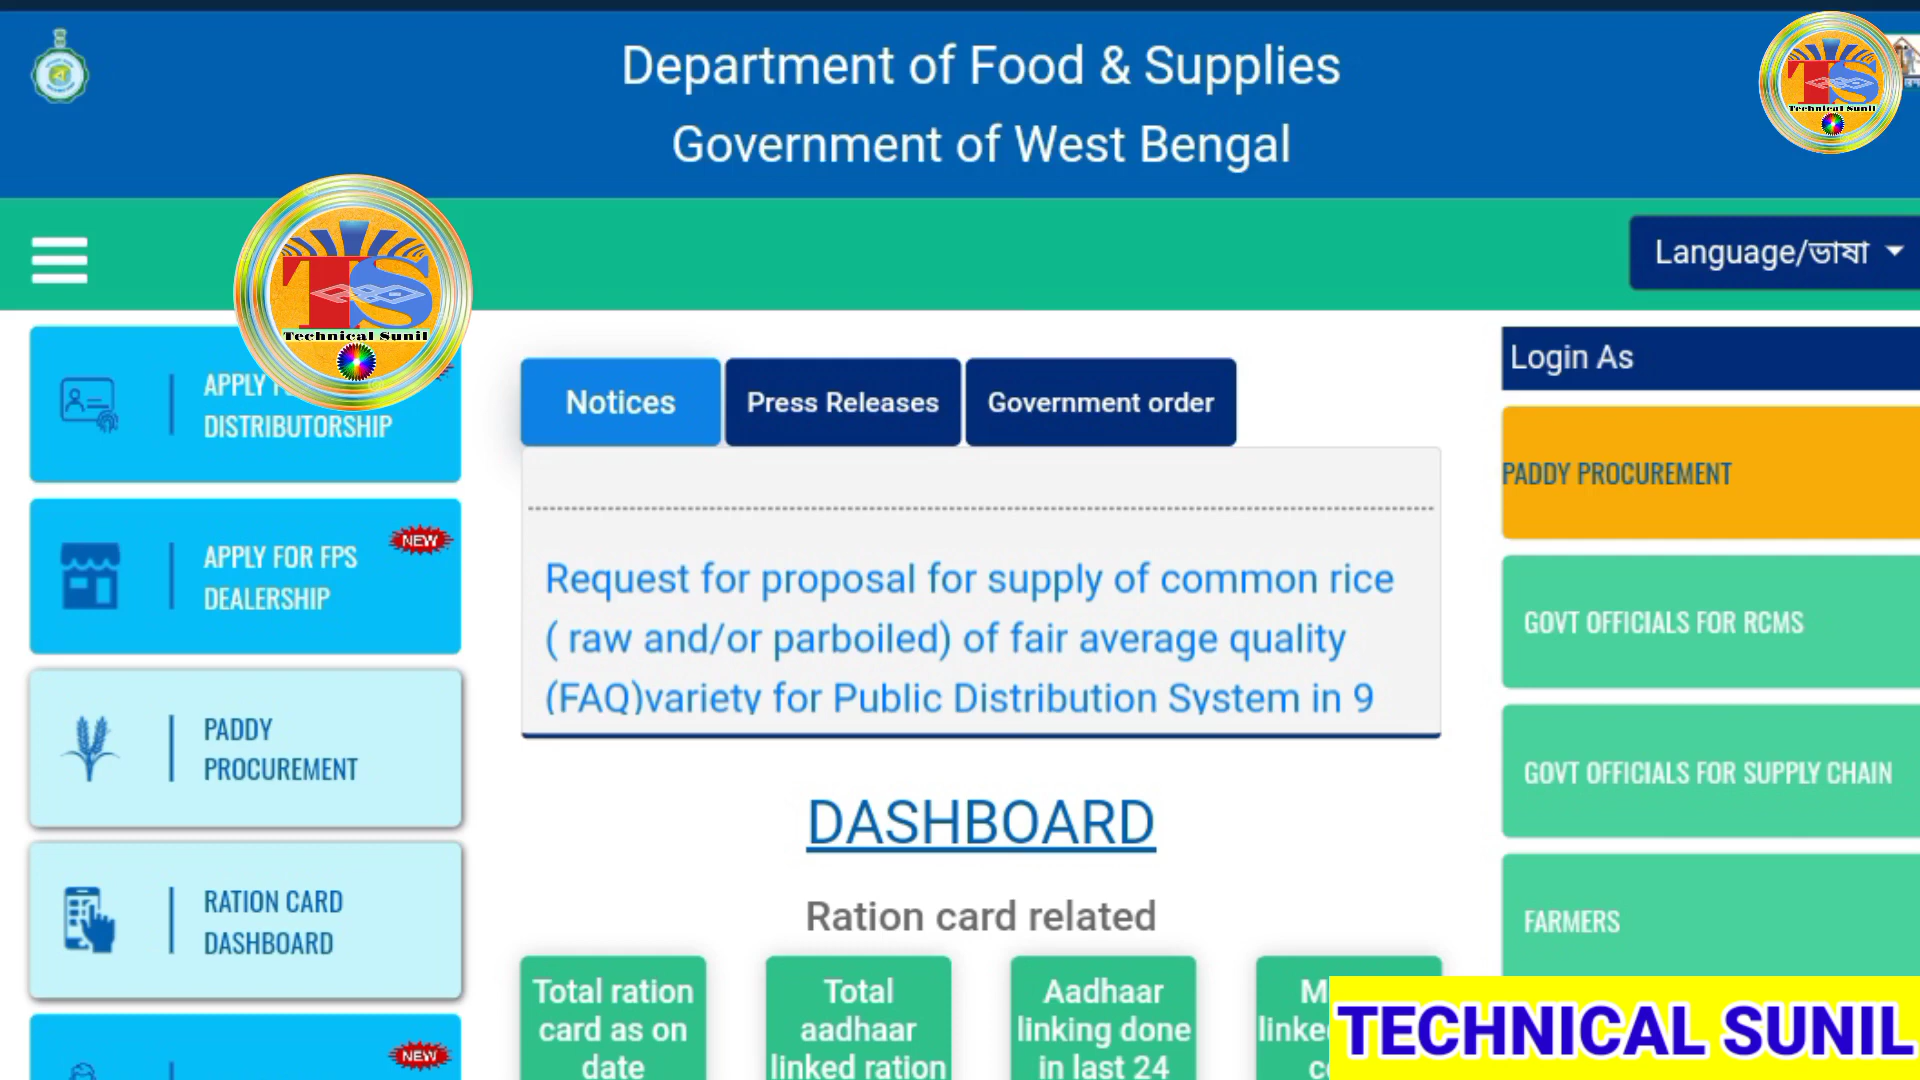 Department of Food & Supplies
Government of West Bengal
TS
Technical Sunil
Language/ভাষা
TS
Technical Sunil
APPLY
DISTRIBUTORSHIP
APPLY FOR FPS
DEALERSHIP
NEW
PADDY
PROCUREMENT
RATION CARD
DASHBOARD
NEW
Notices
Press Releases
Government order
Request for proposal for supply of common rice
( raw and/or parboiled) of fair average quality
(FAQ)variety for Public Distribution System in 9
DASHBOARD
Ration card related
Total ration
card as on
date
Total
aadhaar
linked ration
Aadhaar
linking done
in last 24
Login As
PADDY PROCUREMENT
GOVT OFFICIALS FOR RCMS
GOVT OFFICIALS FOR SUPPLY CHAIN
FARMERS
TECHNICAL SUNIL